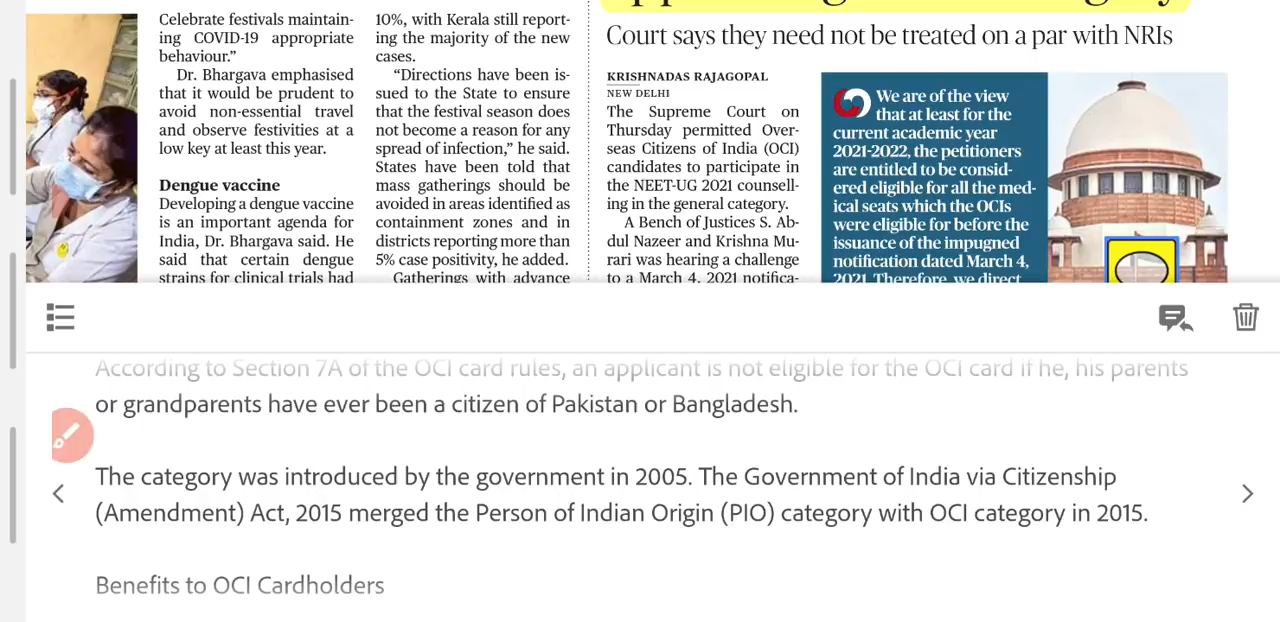 Celebrate festivals maintain-
ing COVID-19 appropriate
behaviour.”
Dr. Bhargava emphasised
that it would be prudent to
avoid non-essential travel
and observe festivities at a
low key at least this year.
Dengue vaccine
Developing a dengue vaccine
is an important agenda for
India, Dr. Bhargava said. He
said that certain dengue
strains for clinical trials had
10%, with Kerala still report-
ing the majority of the new
cases.
“Directions have been is-
sued to the State to ensure
that the festival season does
not become a reason for any
spread of infection,” he said.
States have been told that
mass gatherings should be
avoided in areas identified as
containment zones and in
districts reporting more than
5% case positivity, he added.
Gatherings with advance
Court says they need not be treated on a par with NRIs
KRISHNADAS RAJAGOPAL
NEW DELHI
The Supreme Court on
Thursday permitted Over-
seas Citizens of India (OCI)
candidates to participate in
the NEET-UG 2021 counsell-
ing in the general category.
A Bench of Justices S. Ab-
dul Nazeer and Krishna Mu-
rari was hearing a challenge
to a March 4, 2021 notifica-
We are of the view
that at least for the
current academic year
2021-2022, the petitioners
are entitled to be consid-
ered eligible for all the med-
ical seats which the OCIs
were eligible for before the
issuance of the impugned
notification dated March 4,
2021. Therefore, we direct
According to Section 7A of the OCI card rules, an applicant is not eligible for the OCI card if he, his parents
or grandparents have ever been a citizen of Pakistan or Bangladesh.
The category was introduced by the government in 2005. The Government of India via Citizenship
(Amendment) Act, 2015 merged the Person of Indian Origin (PIO) category with OCI category in 2015.
Benefits to OCI Cardholders